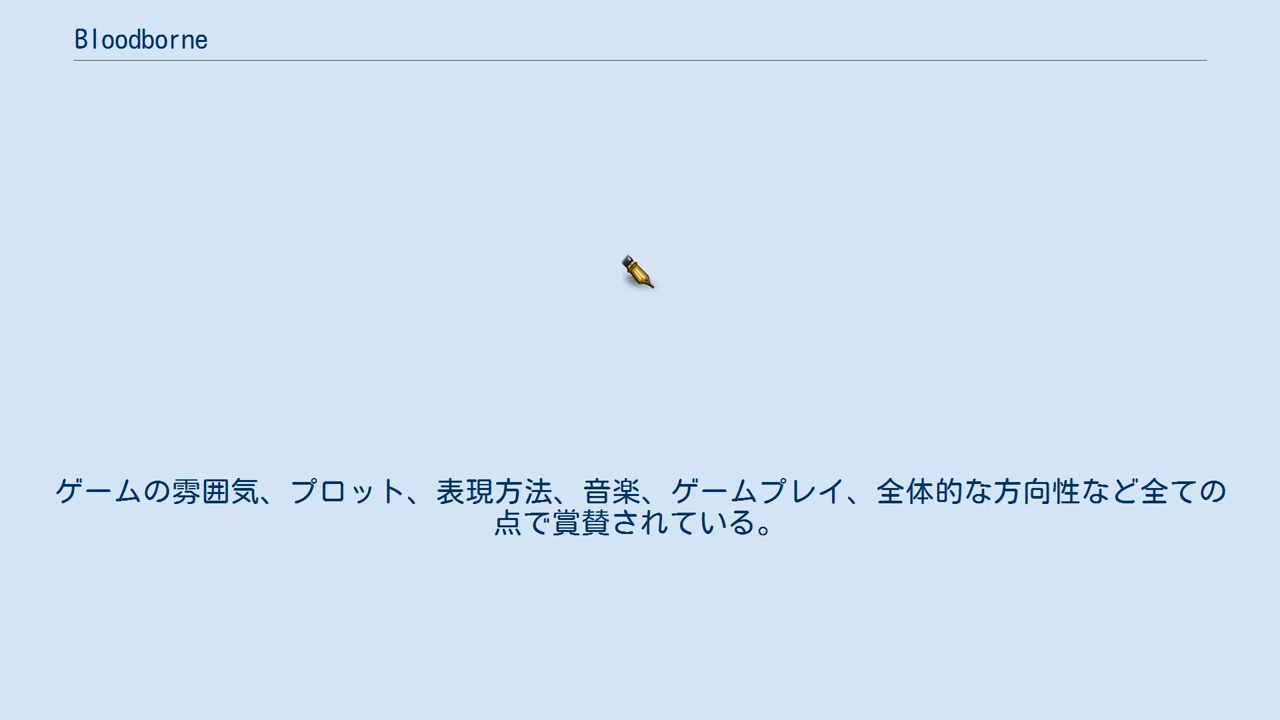 Bloodborne
ゲームの雰囲気、プロット、表現方法、音楽、ゲームプレイ、全体的な方向性など全ての
点で賞賛されている。